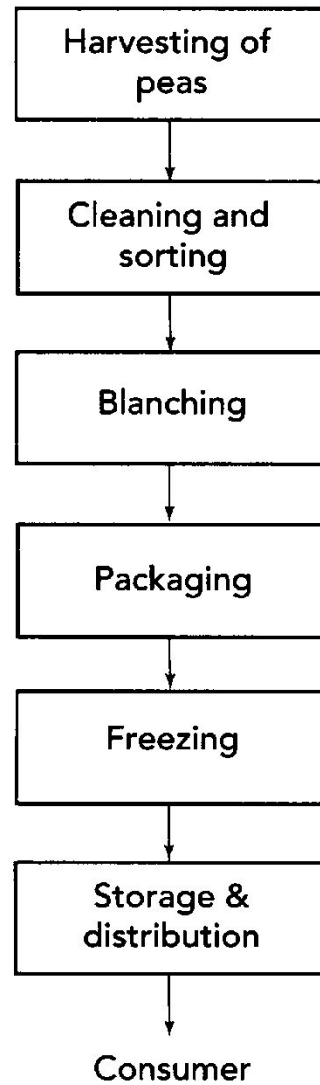 Harvesting of
peas
Cleaning and
sorting
Blanching
Packaging
Freezing
Storage &
distribution
Consumer